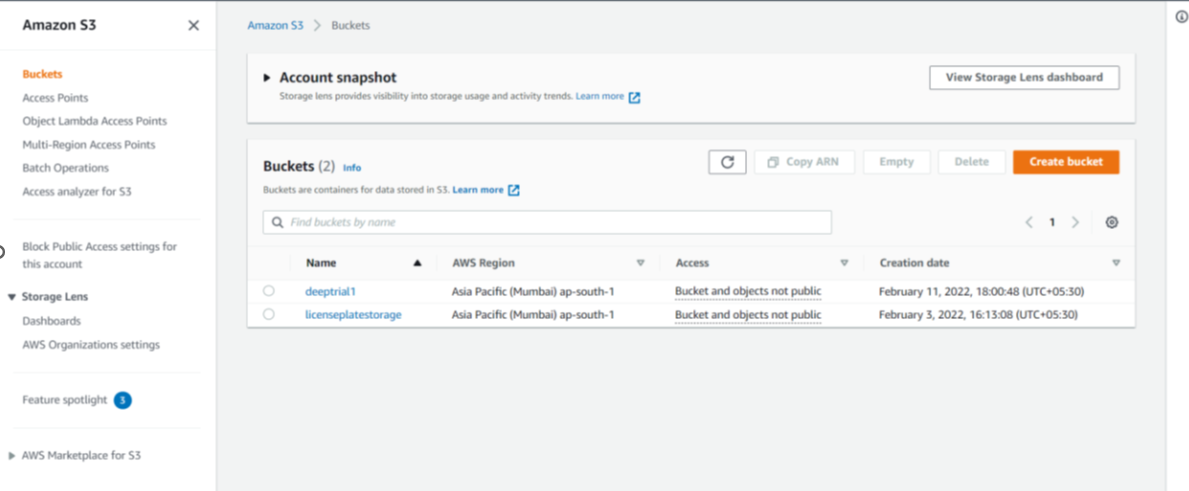 Amazon S3
Buckets
Access Points
Object Lambda Access Points
Multi-Region Access Points
Batch Operations
Access analyzer for S3
Block Public Access settings for
this account
Storage Lens
Dashboards
AWS Organizations settings
Feature spotlight 3
AWS Marketplace for S3
Amazon S3 > Buckets
Account snapshot
View Storage Lens dashboard
Storage lens provides visibility into storage usage and activity trends. Learn more
Buckets (2) Info
Copy ARN Empty Delete Create bucket
Buckets are containers for data stored in S3. Learn more
Find buckets by name
1
Name AWS Region Access Creation date
deeptrial1 Asia Pacific (Mumbai) ap-south-1 Bucket and objects not public February 11, 2022, 18:00:48 (UTC+05:30)
licenseplatestorage Asia Pacific (Mumbai) ap-south-1 Bucket and objects not public February 3, 2022, 16:13:08 (UTC+05:30)